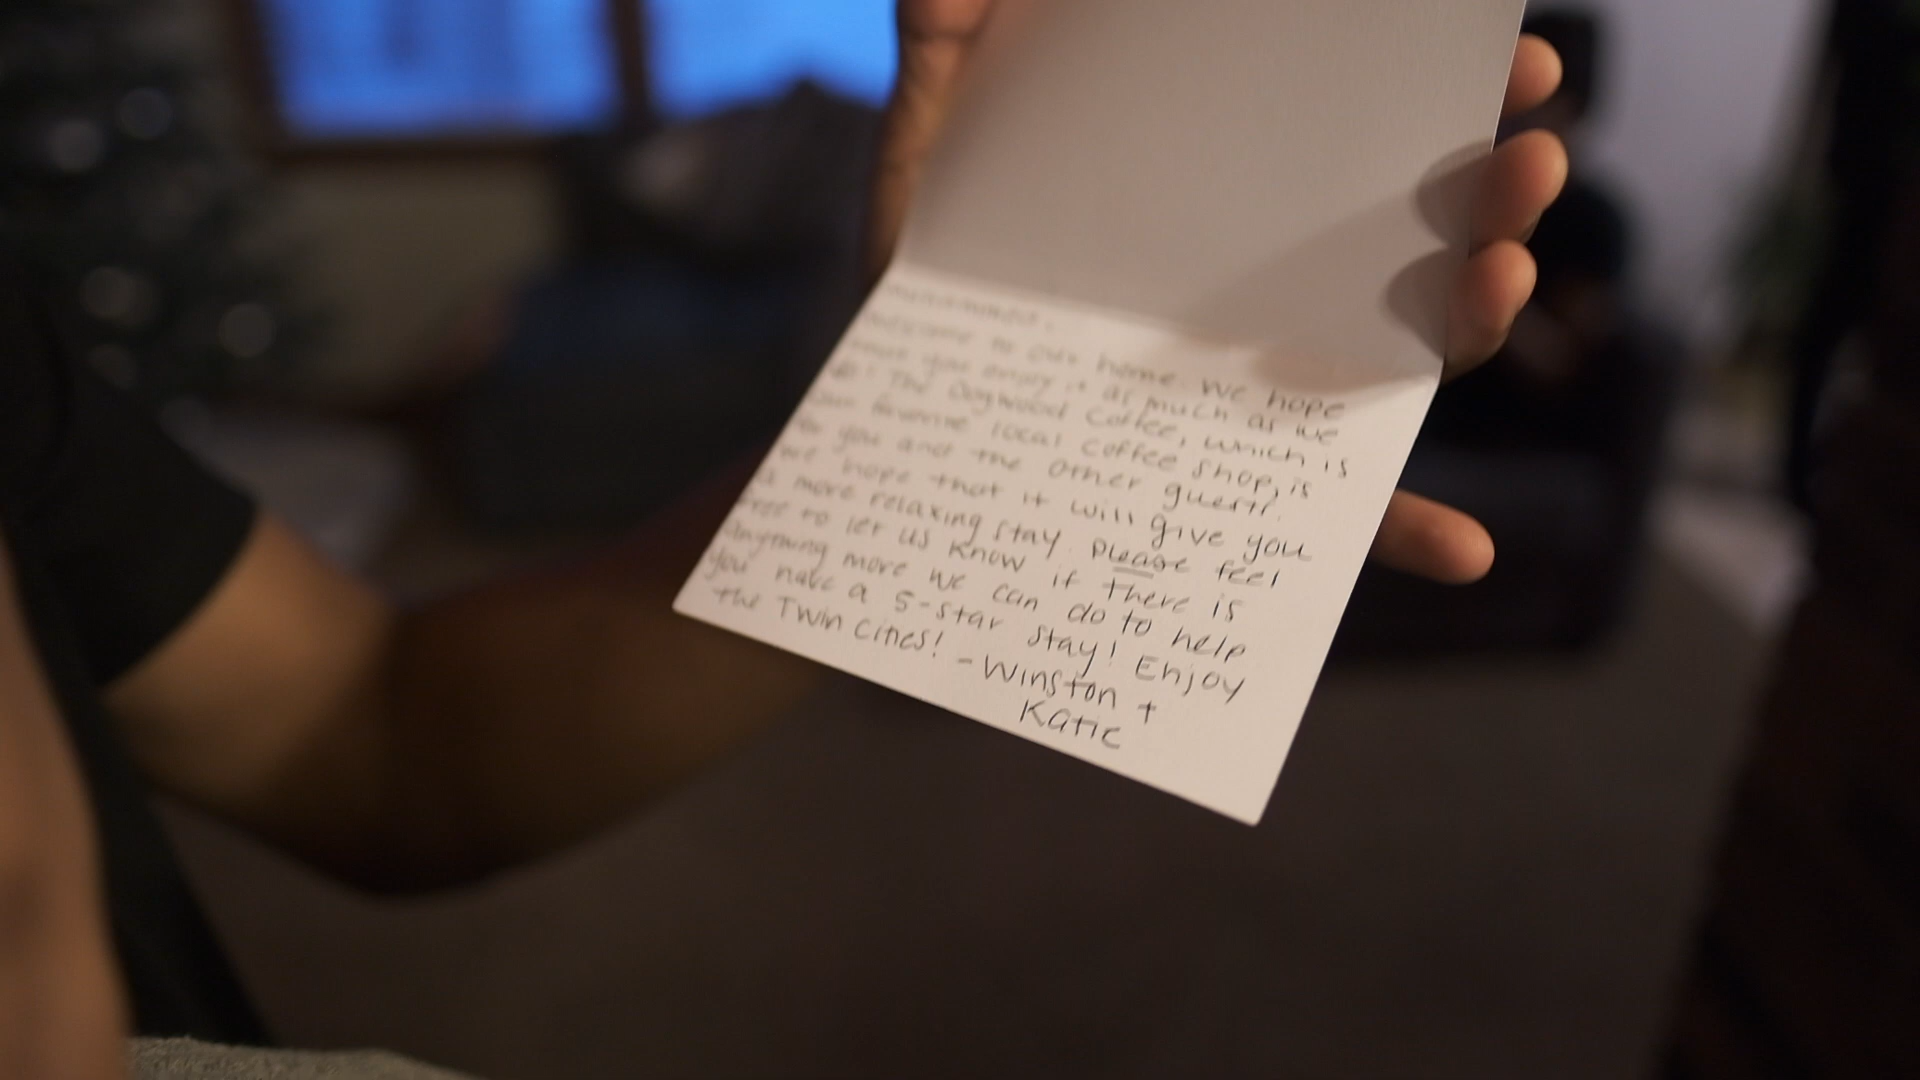 Welcome to our home. We hope
that you enjoy it as much as we
do! The Dogwood Coffee, which is
our favorite local coffee shop, is
for you and the other guests.
We hope that it will give you
a more relaxing stay. Please feel
free to let us know if there is
anything more we can do to help
you have a 5-star stay! Enjoy
the Twin Cities! - Winston +
Katie